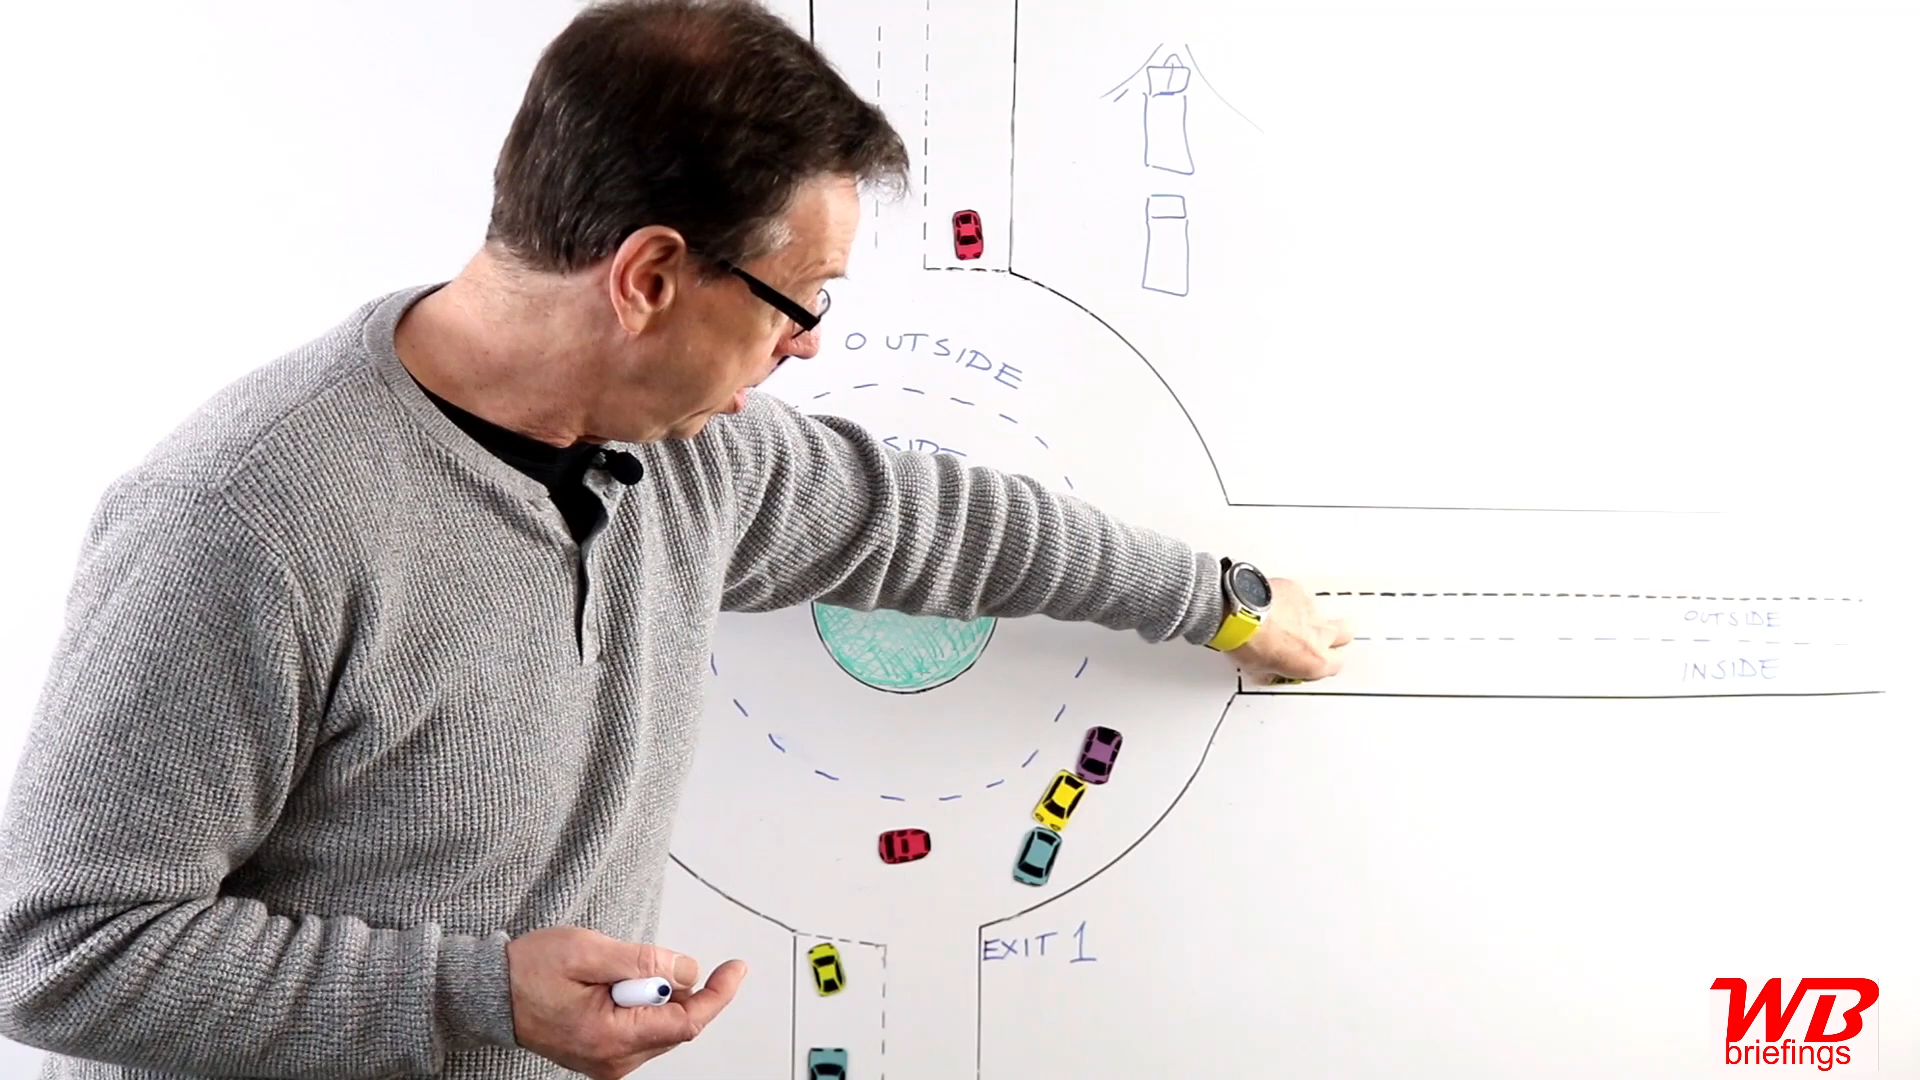 OUTSIDE
OUTSIDE
INSIDE
EXIT 1
WB
briefings